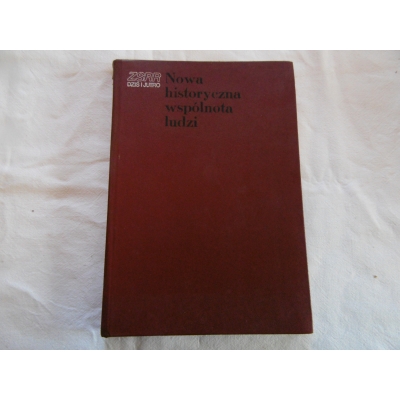 ZSRR
DZIŚ I JUTRO
Nowa
historyczna
wspólnota
ludzi